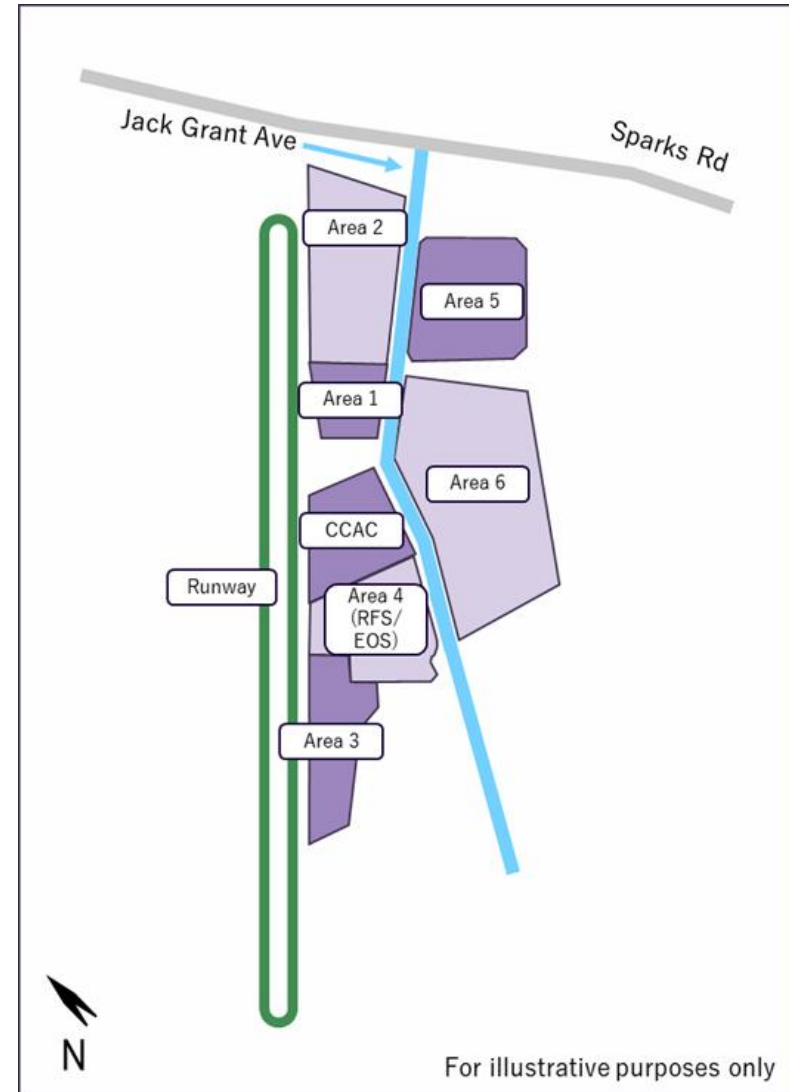 Jack Grant Ave
Sparks Rd
Area 2
Area 5
Area 1
Area 6
CCAC
Runway
Area 4
(RFS/
EOS)
Area 3
N
For illustrative purposes only